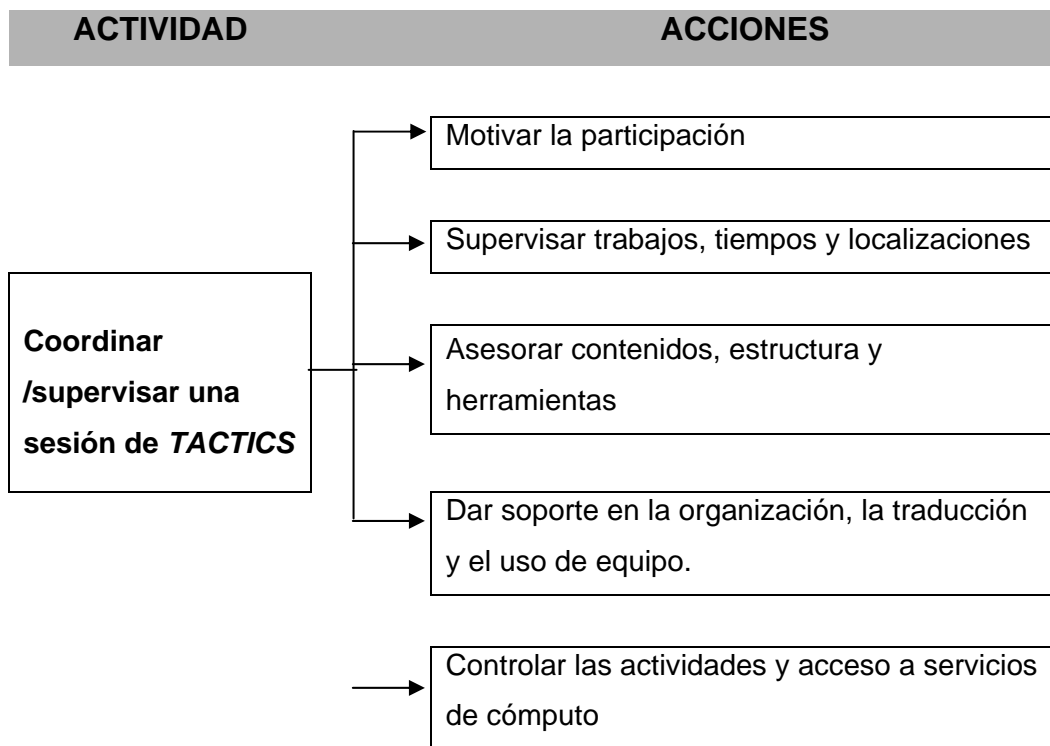 ACTIVIDAD ACCIONES
Motivar la participación
Supervisar trabajos, tiempos y localizaciones
Coordinar
/supervisar una
sesión de TACTICS
Asesorar contenidos, estructura y
herramientas
Dar soporte en la organización, la traducción
y el uso de equipo.
Controlar las actividades y acceso a servicios
de cómputo